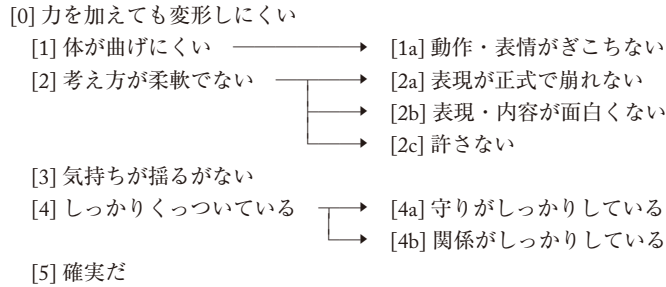 [0] 力を加えても変形しにくい
[1] 体が曲げにくい [1a] 動作・表情がぎこちない
[2] 考え方が柔軟でない [2a] 表現が正式で崩れない
[2b] 表現・内容が面白くない
[2c] 許さない
[3] 気持ちが揺るがない
[4] しっかりくっついている [4a] 守りがしっかりしている
[4b] 関係がしっかりしている
[5] 確実だ